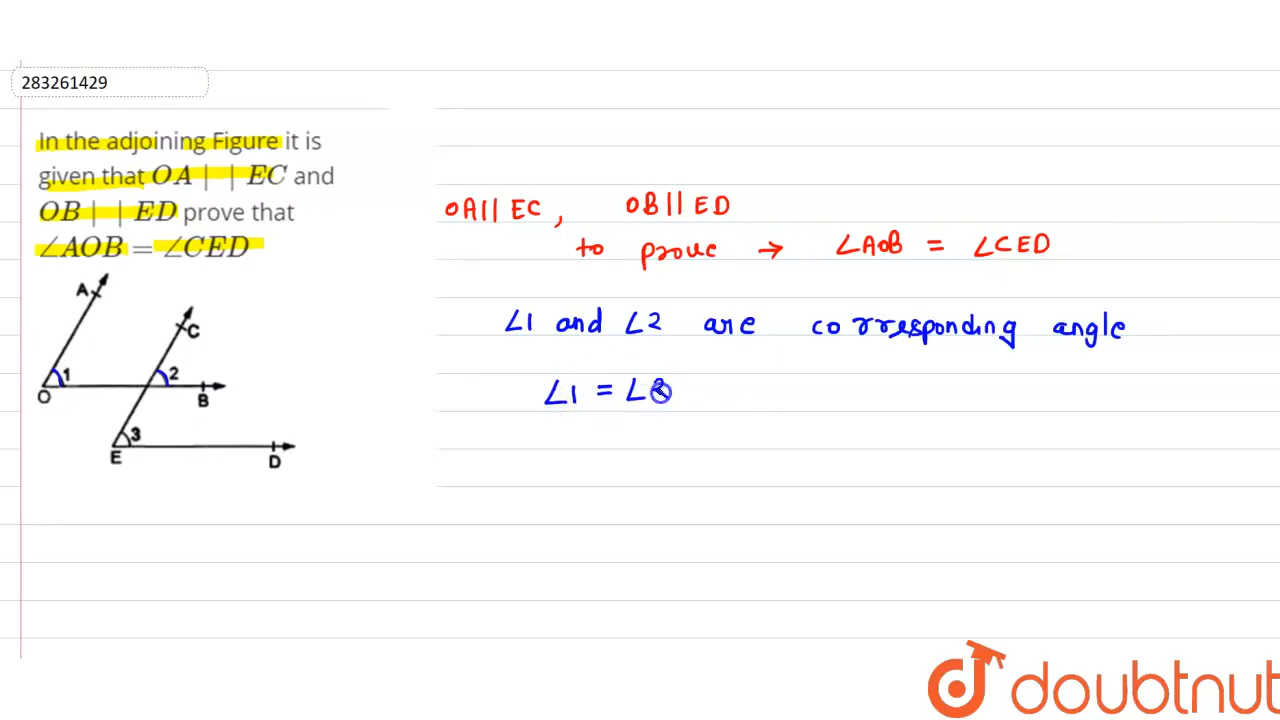 283261429
In the adjoining Figure it is
given that OA | | EC and
OB | | ED prove that
∠AOB = ∠CED
A
C
1
2
O
B
3
E
D
OA || EC , OB || ED
to prove → ∠AOB = ∠CED
∠1 and ∠2 are corresponding angle
∠1 = ∠2
doubtnut